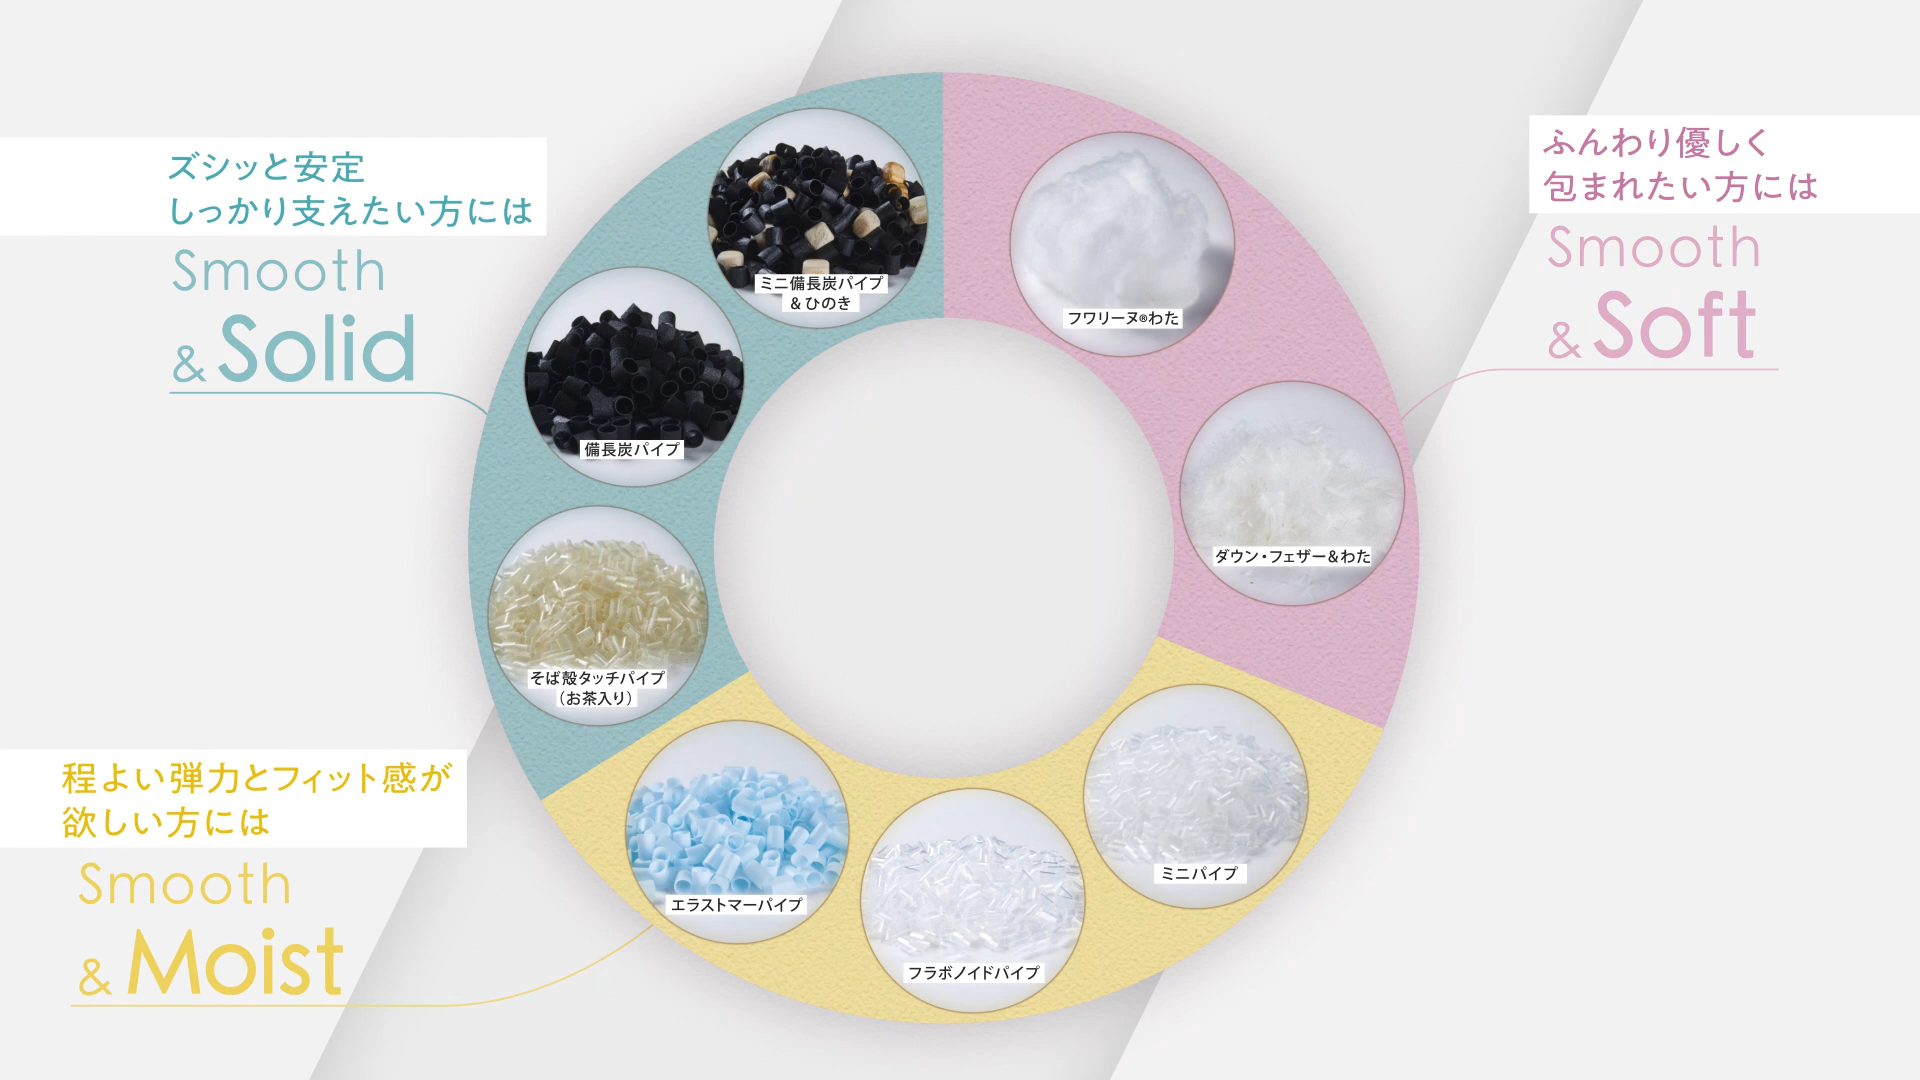 ズシッと安定
しっかり支えたい方には
Smooth
&Solid
ふんわり優しく
包まれたい方には
Smooth
&Soft
程よい弾力とフィット感が
欲しい方には
Smooth
&Moist
ミニ備長炭パイプ
&ひのき
備長炭パイプ
そば殻タッチパイプ
（お茶入り）
フワリーヌ®わた
ダウン・フェザー&わた
ミニパイプ
フラボノイドパイプ
エラストマーパイプ